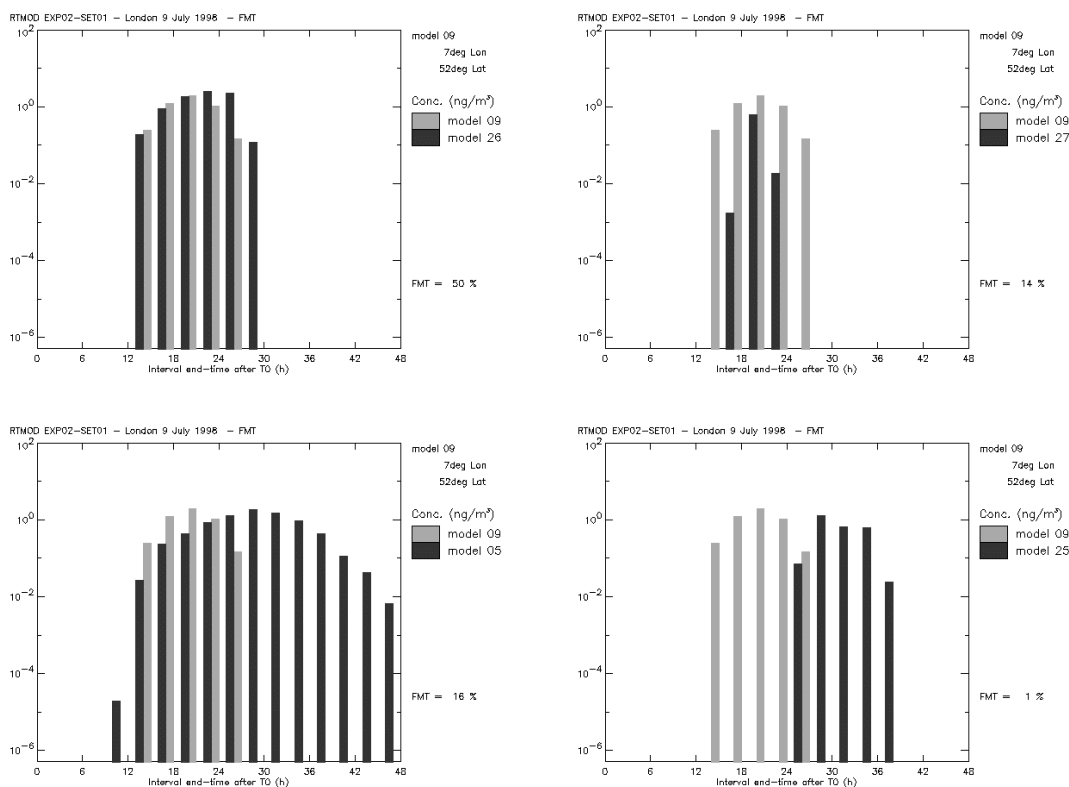 RTMOD EXP02-SET01 - London 9 July 1998 - FMT
10²
10⁰
10⁻²
10⁻⁴
10⁻⁶
0 6 12 18 24 30 36 42 48
Interval end-time after T0 (h)
model 09
7deg Lon
52deg Lat
Conc. (ng/m³)
model 09
model 26
FMT = 50 %
RTMOD EXP02-SET01 - London 9 July 1998 - FMT
10²
10⁰
10⁻²
10⁻⁴
10⁻⁶
0 6 12 18 24 30 36 42 48
Interval end-time after T0 (h)
model 09
7deg Lon
52deg Lat
Conc. (ng/m³)
model 09
model 27
FMT = 14 %
RTMOD EXP02-SET01 - London 9 July 1998 - FMT
10²
10⁰
10⁻²
10⁻⁴
10⁻⁶
0 6 12 18 24 30 36 42 48
Interval end-time after T0 (h)
model 09
7deg Lon
52deg Lat
Conc. (ng/m³)
model 09
model 05
FMT = 16 %
RTMOD EXP02-SET01 - London 9 July 1998 - FMT
10²
10⁰
10⁻²
10⁻⁴
10⁻⁶
0 6 12 18 24 30 36 42 48
Interval end-time after T0 (h)
model 09
7deg Lon
52deg Lat
Conc. (ng/m³)
model 09
model 25
FMT = 1 %